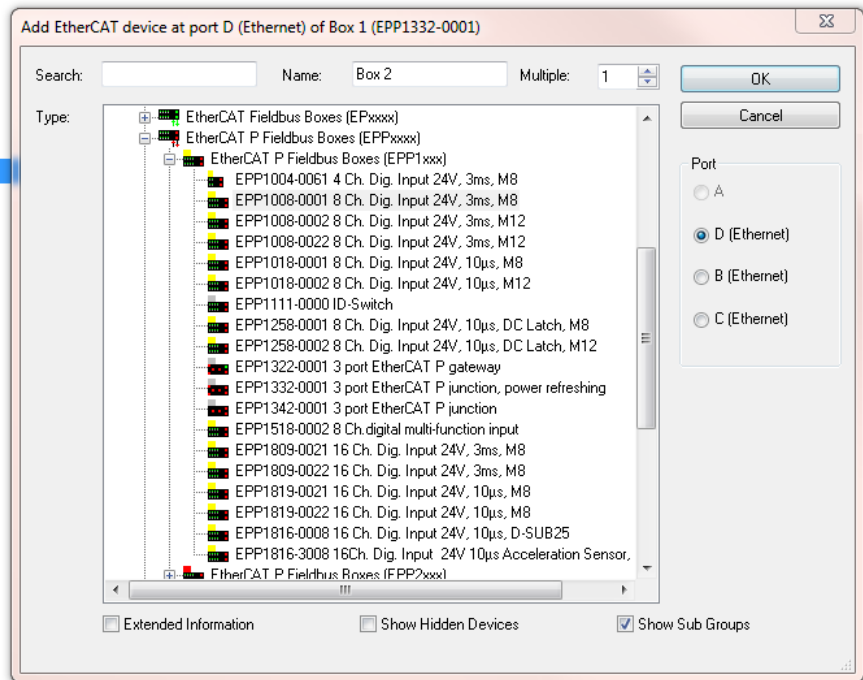 Add EtherCAT device at port D (Ethernet) of Box 1 (EPP1332-0001)
Search: Name: Box 2 Multiple: 1 OK
Type: Cancel
EtherCAT Fieldbus Boxes (EPxxxx)
EtherCAT P Fieldbus Boxes (EPPxxxx)
EtherCAT P Fieldbus Boxes (EPP1xxx)
EPP1004-0061 4 Ch. Dig. Input 24V, 3ms, M8
EPP1008-0001 8 Ch. Dig. Input 24V, 3ms, M8
EPP1008-0002 8 Ch. Dig. Input 24V, 3ms, M12
EPP1008-0022 8 Ch. Dig. Input 24V, 3ms, M12
EPP1018-0001 8 Ch. Dig. Input 24V, 10µs, M8
EPP1018-0002 8 Ch. Dig. Input 24V, 10µs, M12
EPP1111-0000 ID-Switch
EPP1258-0001 8 Ch. Dig. Input 24V, 10µs, DC Latch, M8
EPP1258-0002 8 Ch. Dig. Input 24V, 10µs, DC Latch, M12
EPP1322-0001 3 port EtherCAT P gateway
EPP1332-0001 3 port EtherCAT P junction, power refreshing
EPP1342-0001 3 port EtherCAT P junction
EPP1518-0002 8 Ch.digital multi-function input
EPP1809-0021 16 Ch. Dig. Input 24V, 3ms, M8
EPP1809-0022 16 Ch. Dig. Input 24V, 3ms, M8
EPP1819-0021 16 Ch. Dig. Input 24V, 10µs, M8
EPP1819-0022 16 Ch. Dig. Input 24V, 10µs, M8
EPP1816-0008 16 Ch. Dig. Input 24V, 10µs, D-SUB25
EPP1816-3008 16Ch. Dig. Input 24V 10µs Acceleration Sensor,
EtherCAT P Fieldbus Boxes (EPP2xxx)
Port
A
D (Ethernet)
B (Ethernet)
C (Ethernet)
Extended Information Show Hidden Devices Show Sub Groups